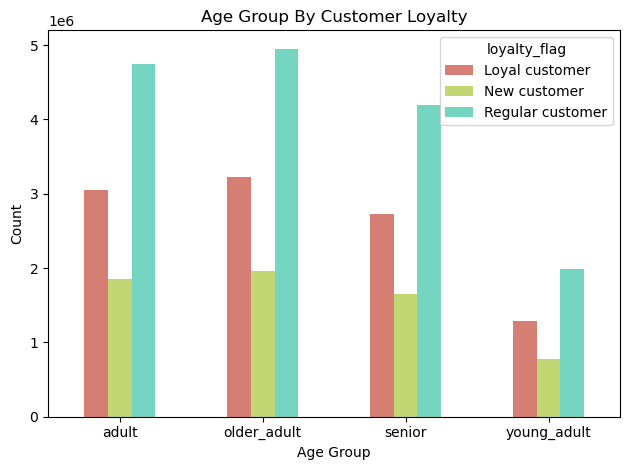 Age Group By Customer Loyalty
1e6
loyalty_flag
Loyal customer
New customer
Regular customer
5
4
3
2
1
0
Count
adult older_adult senior young_adult
Age Group